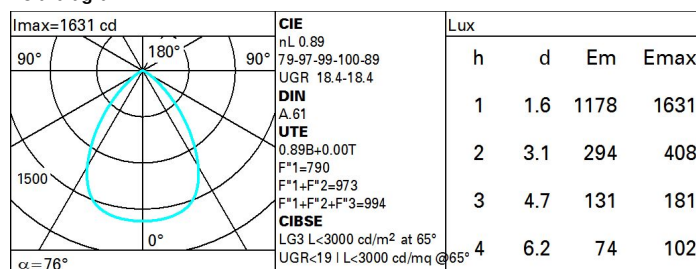 Imax=1631 cd
90° 180° 90°
1500
0°
α=76°
CIE
nL 0.89
79-97-99-100-89
UGR 18.4-18.4
DIN
A.61
UTE
0.89B+0.00T
F"1=790
F"1+F"2=973
F"1+F"2+F"3=994
CIBSE
LG3 L<3000 cd/m² at 65°
UGR<19 | L<3000 cd/mq @65°
Lux
h d Em Emax
1 1.6 1178 1631
2 3.1 294 408
3 4.7 131 181
4 6.2 74 102